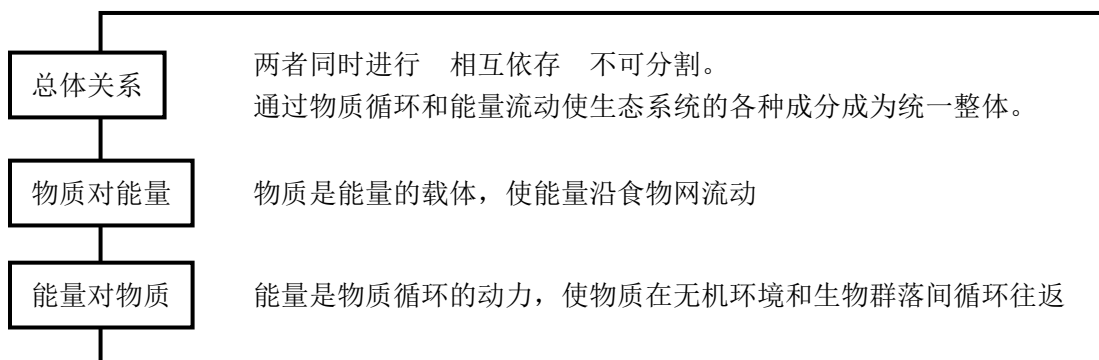 总体关系
两者同时进行 相互依存 不可分割。
通过物质循环和能量流动使生态系统的各种成分成为统一整体。
物质对能量
物质是能量的载体，使能量沿食物网流动
能量对物质
能量是物质循环的动力，使物质在无机环境和生物群落间循环往返